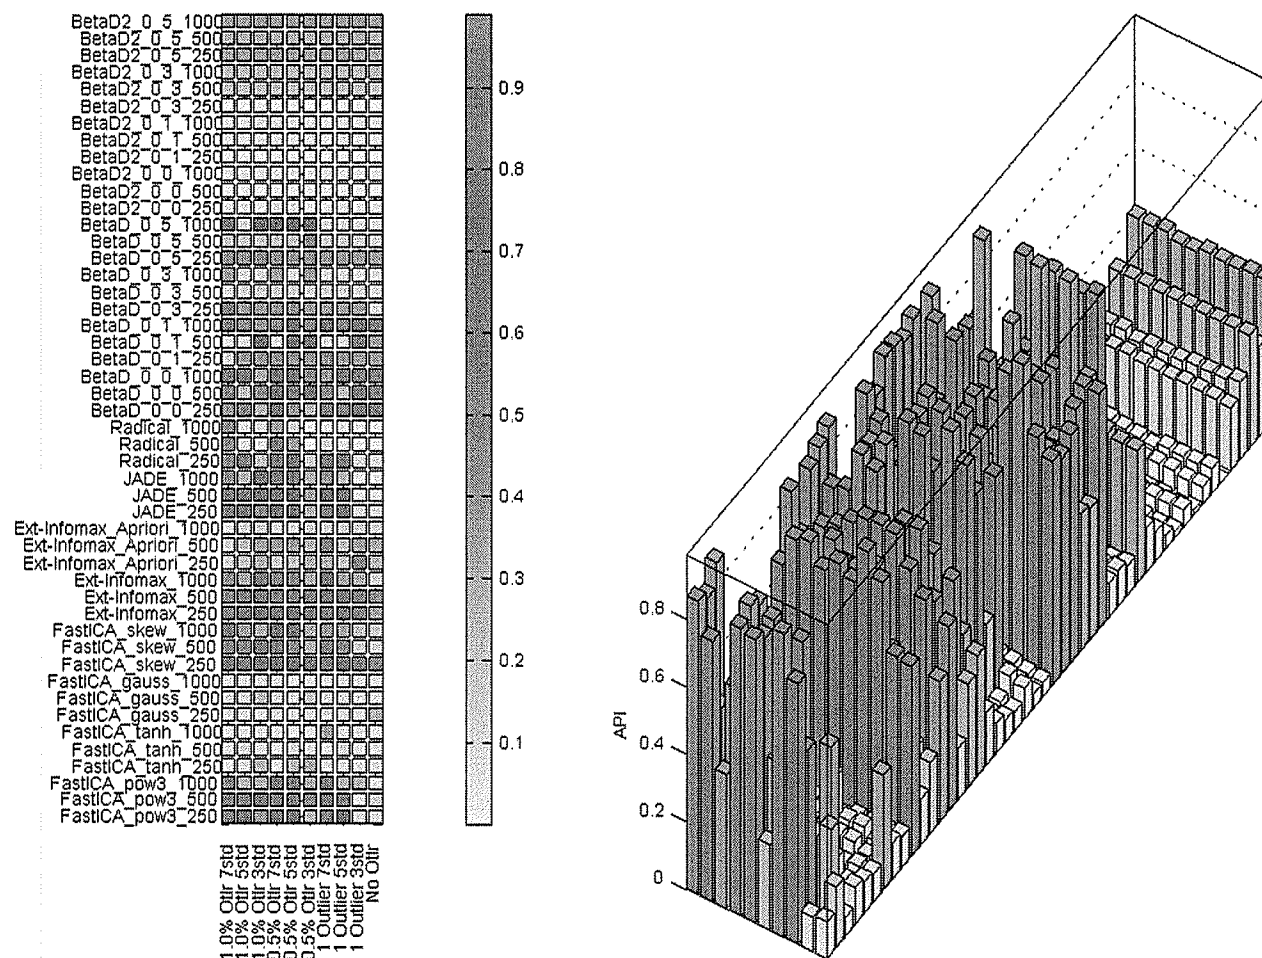 BetaD2_0_5_1000
BetaD2_0_5_500
BetaD2_0_5_250
BetaD2_0_3_1000
BetaD2_0_3_500
BetaD2_0_3_250
BetaD2_0_1_1000
BetaD2_0_1_500
BetaD2_0_1_250
BetaD2_0_0_1000
BetaD2_0_0_500
BetaD2_0_0_250
BetaD_0_5_1000
BetaD_0_5_500
BetaD_0_5_250
BetaD_0_3_1000
BetaD_0_3_500
BetaD_0_3_250
BetaD_0_1_1000
BetaD_0_1_500
BetaD_0_1_250
BetaD_0_0_1000
BetaD_0_0_500
BetaD_0_0_250
Radical_1000
Radical_500
Radical_250
JADE_1000
JADE_500
JADE_250
Ext-Infomax_Apriori_1000
Ext-Infomax_Apriori_500
Ext-Infomax_Apriori_250
Ext-Infomax_1000
Ext-Infomax_500
Ext-Infomax_250
FastICA_skew_1000
FastICA_skew_500
FastICA_skew_250
FastICA_gauss_1000
FastICA_gauss_500
FastICA_gauss_250
FastICA_tanh_1000
FastICA_tanh_500
FastICA_tanh_250
FastICA_pow3_1000
FastICA_pow3_500
FastICA_pow3_250
1.0% Otlr 7std
1.0% Otlr 5std
1.0% Otlr 3std
0.5% Otlr 7std
0.5% Otlr 5std
0.5% Otlr 3std
1 Outlier 7std
1 Outlier 5std
1 Outlier 3std
No Otlr
0.9
0.8
0.7
0.6
0.5
0.4
0.3
0.2
0.1
API
0.8
0.6
0.4
0.2
0